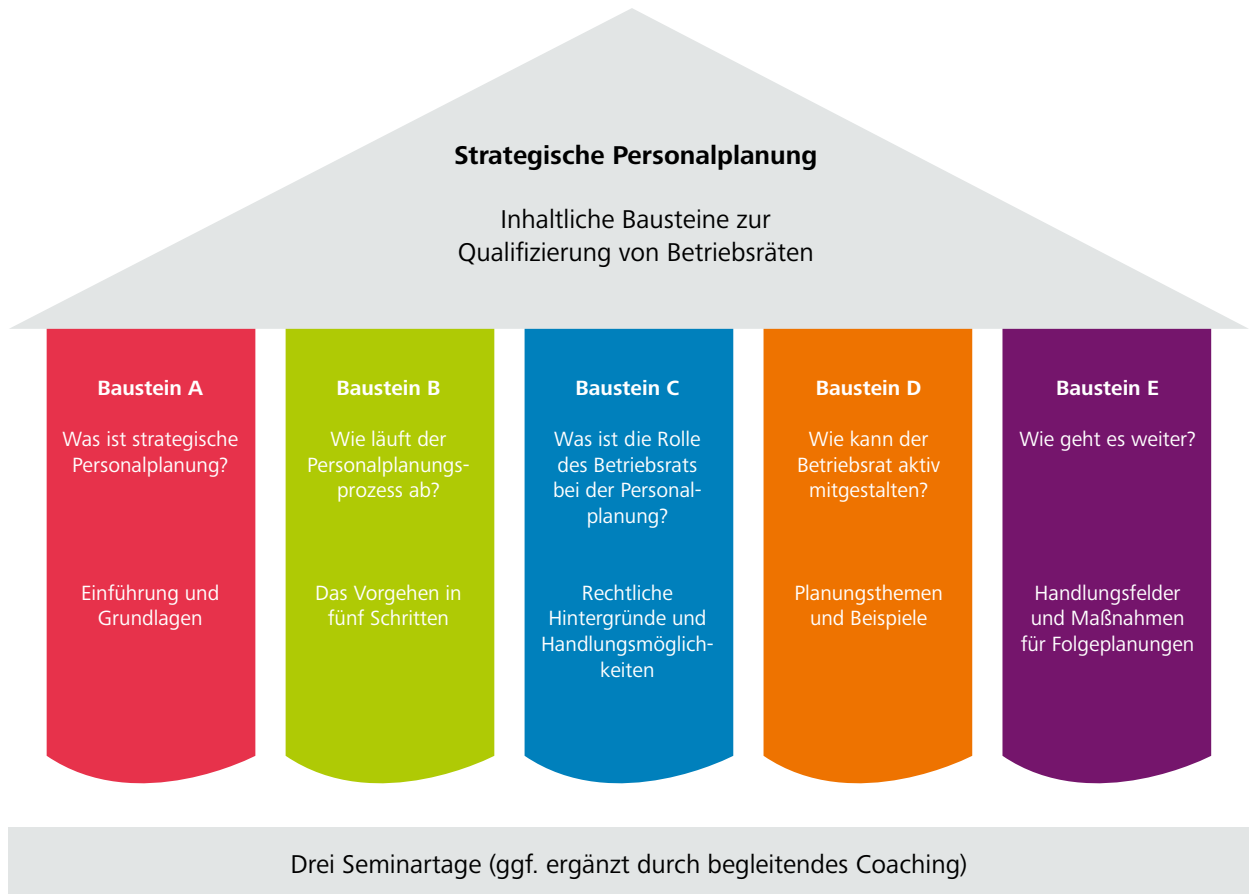 Strategische Personalplanung
Inhaltliche Bausteine zur
Qualifizierung von Betriebsräten
Baustein A
Was ist strategische
Personalplanung?
Einführung und
Grundlagen
Baustein B
Wie läuft der
Personalplanungs-
prozess ab?
Das Vorgehen in
fünf Schritten
Baustein C
Was ist die Rolle
des Betriebsrats
bei der Personal-
planung?
Rechtliche
Hintergründe und
Handlungsmöglich-
keiten
Baustein D
Wie kann der
Betriebsrat aktiv
mitgestalten?
Planungsthemen
und Beispiele
Baustein E
Wie geht es weiter?
Handlungsfelder
und Maßnahmen
für Folgeplanungen
Drei Seminartage (ggf. ergänzt durch begleitendes Coaching)